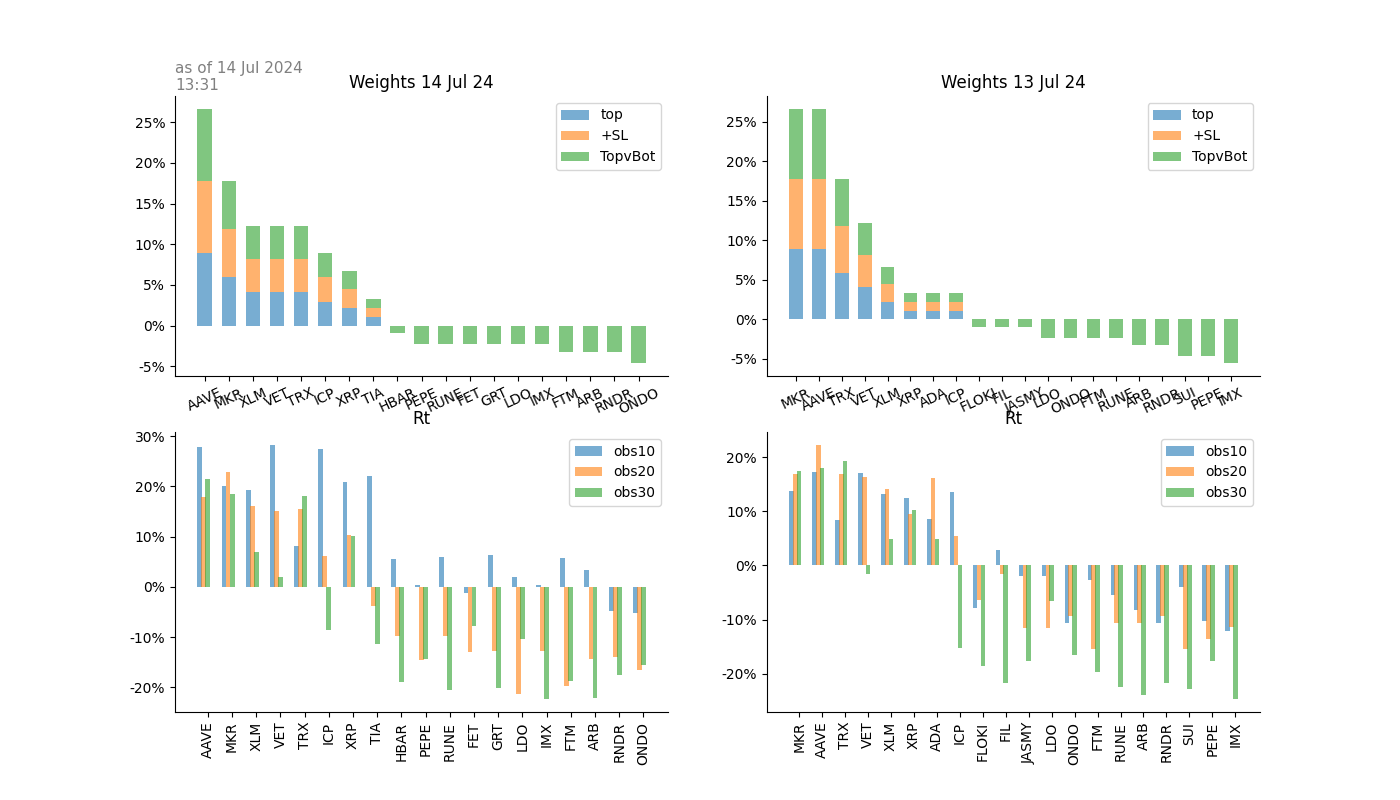 as of 14 Jul 2024
13:31
Weights 14 Jul 24
25%
20%
15%
10%
5%
0%
-5%
top
+SL
TopvBot
AAVE MKR XLM VET TRX ICP XRP TIA HBAR PEPE RUNE FET GRT LDO IMX FTM ARB RNDR ONDO
Weights 13 Jul 24
25%
20%
15%
10%
5%
0%
-5%
top
+SL
TopvBot
MKR AAVE TRX VET XLM XRP ADA ICP FLOKI FIL JASMY LDO ONDO FTM RUNE ARB RNDR SUI PEPE IMX
Rt
30%
20%
10%
0%
-10%
-20%
obs10
obs20
obs30
AAVE MKR XLM VET TRX ICP XRP TIA HBAR PEPE RUNE FET GRT LDO IMX FTM ARB RNDR ONDO
Rt
20%
10%
0%
-10%
-20%
obs10
obs20
obs30
MKR AAVE TRX VET XLM XRP ADA ICP FLOKI FIL JASMY LDO ONDO FTM RUNE ARB RNDR SUI PEPE IMX